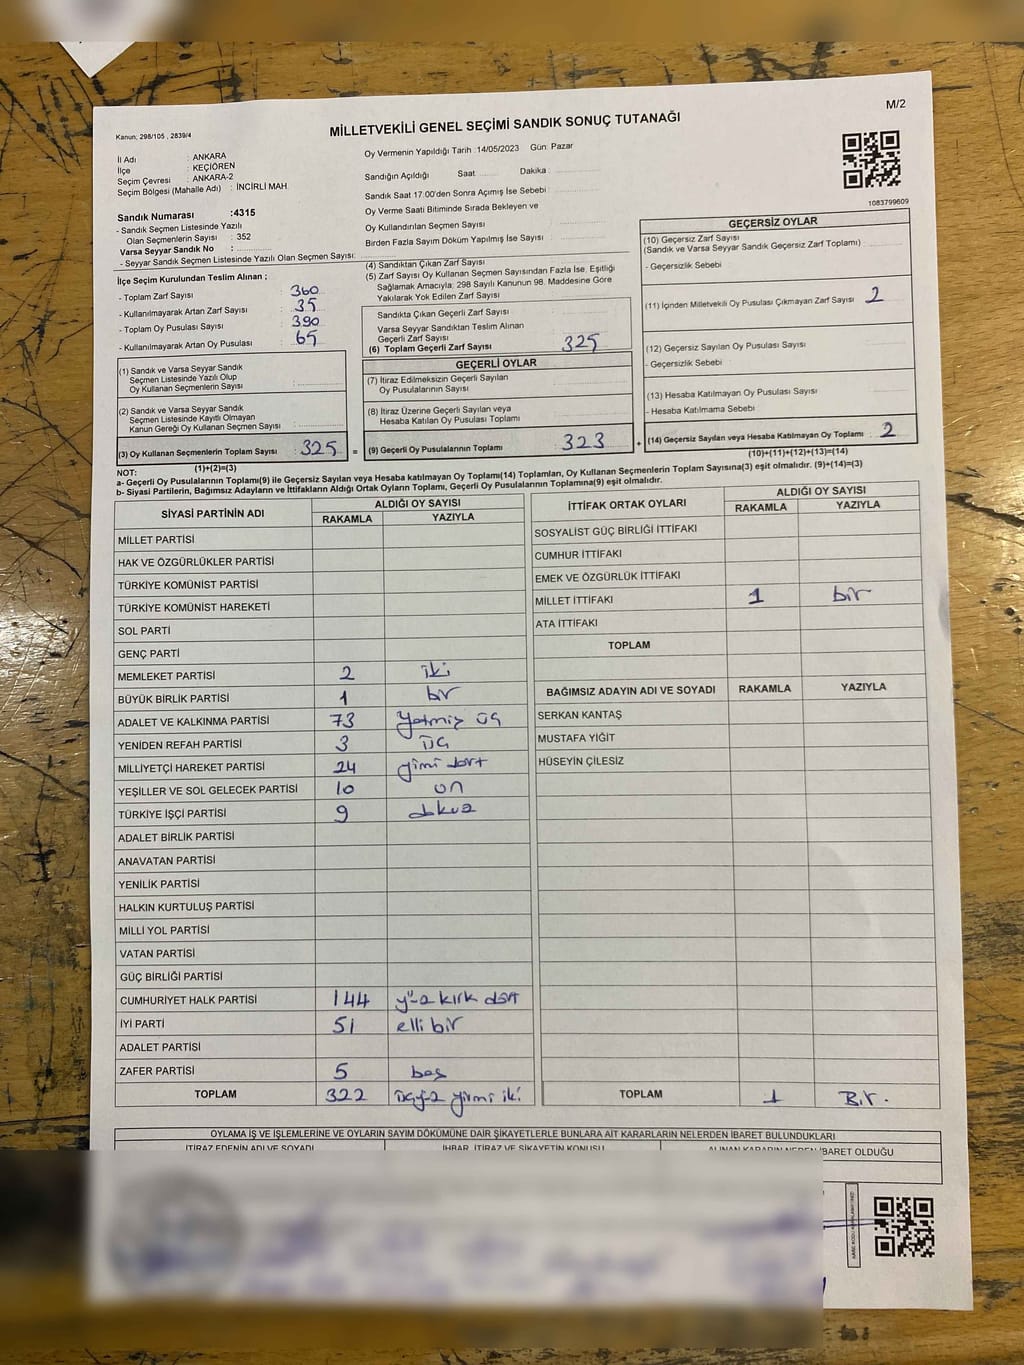 M/2
Kanun; 298/105 , 2839/4
MİLLETVEKİLİ GENEL SEÇİMİ SANDIK SONUÇ TUTANAĞI
İl Adı : ANKARA
İlçe : KEÇİÖREN
Seçim Çevresi : ANKARA-2
Seçim Bölgesi (Mahalle Adı) : İNCİRLİ MAH.
Sandık Numarası :4315
- Sandık Seçmen Listesinde Yazılı
Olan Seçmenlerin Sayısı : 352
Varsa Seyyar Sandık No :
- Seyyar Sandık Seçmen Listesinde Yazılı Olan Seçmen Sayısı:
Oy Vermenin Yapıldığı Tarih :14/05/2023 Gün: Pazar
Sandığın Açıldığı Saat Dakika :
Sandık Saat 17:00'den Sonra Açımış İse Sebebi :
Oy Verme Saati Bitiminde Sırada Bekleyen ve
Oy Kullandırılan Seçmen Sayısı :
Birden Fazla Sayım Döküm Yapılmış İse Sayısı :
1083799609
İlçe Seçim Kurulundan Teslim Alınan ;
- Toplam Zarf Sayısı : 360
- Kullanılmayarak Artan Zarf Sayısı : 35
- Toplam Oy Pusulası Sayısı : 390
- Kullanılmayarak Artan Oy Pusulası : 65
(1) Sandık ve Varsa Seyyar Sandık
Seçmen Listesinde Yazılı Olup
Oy Kullanan Seçmenlerin Sayısı :
(2) Sandık ve Varsa Seyyar Sandık
Seçmen Listesinde Kayıtlı Olmayan
Kanun Gereği Oy Kullanan Seçmen Sayısı :
(3) Oy Kullanan Seçmenlerin Toplam Sayısı : 325
(1)+(2)=(3)
(4) Sandıktan Çıkan Zarf Sayısı :
(5) Zarf Sayısı Oy Kullanan Seçmen Sayısından Fazla İse, Eşitliği
Sağlamak Amacıyla; 298 Sayılı Kanunun 98. Maddesine Göre
Yakılarak Yok Edilen Zarf Sayısı :
Sandıkta Çıkan Geçerli Zarf Sayısı :
Varsa Seyyar Sandıktan Teslim Alınan
Geçerli Zarf Sayısı :
(6) Toplam Geçerli Zarf Sayısı : 325
GEÇERLİ OYLAR
(7) İtiraz Edilmeksizin Geçerli Sayılan
Oy Pusulalarının Sayısı :
(8) İtiraz Üzerine Geçerli Sayılan veya
Hesaba Katılan Oy Pusulası Toplamı :
= (9) Geçerli Oy Pusulalarının Toplamı : 323
GEÇERSİZ OYLAR
(10) Geçersiz Zarf Sayısı
(Sandık ve Varsa Seyyar Sandık Geçersiz Zarf Toplamı) :
- Geçersizlik Sebebi :
(11) İçinden Milletvekili Oy Pusulası Çıkmayan Zarf Sayısı : 2
(12) Geçersiz Sayılan Oy Pusulası Sayısı :
- Geçersizlik Sebebi :
(13) Hesaba Katılmayan Oy Pusulası Sayısı :
- Hesaba Katılmama Sebebi :
+ (14) Geçersiz Sayılan veya Hesaba Katılmayan Oy Toplamı : 2
(10)+(11)+(12)+(13)=(14)
NOT:
a- Geçerli Oy Pusulalarının Toplamı(9) ile Geçersiz Sayılan veya Hesaba katılmayan Oy Toplamı(14) Toplamları, Oy Kullanan Seçmenlerin Toplam Sayısına(3) eşit olmalıdır. (9)+(14)=(3)
b- Siyasi Partilerin, Bağımsız Adayların ve İttifakların Aldığı Ortak Oyların Toplamı, Geçerli Oy Pusulalarının Toplamına(9) eşit olmalıdır.
SİYASİ PARTİNİN ADI ALDIĞI OY SAYISI
RAKAMLA YAZIYLA
MİLLET PARTİSİ
HAK VE ÖZGÜRLÜKLER PARTİSİ
TÜRKİYE KOMÜNİST PARTİSİ
TÜRKİYE KOMÜNİST HAREKETİ
SOL PARTİ
GENÇ PARTİ
MEMLEKET PARTİSİ 2 iki
BÜYÜK BİRLİK PARTİSİ 1 bir
ADALET VE KALKINMA PARTİSİ 73 yetmiş üç
YENİDEN REFAH PARTİSİ 3 üç
MİLLİYETÇİ HAREKET PARTİSİ 24 yirmi dört
YEŞİLLER VE SOL GELECEK PARTİSİ 10 on
TÜRKİYE İŞÇİ PARTİSİ 9 dokuz
ADALET BİRLİK PARTİSİ
ANAVATAN PARTİSİ
YENİLİK PARTİSİ
HALKIN KURTULUŞ PARTİSİ
MİLLİ YOL PARTİSİ
VATAN PARTİSİ
GÜÇ BİRLİĞİ PARTİSİ
CUMHURİYET HALK PARTİSİ 144 yüz kırk dört
İYİ PARTİ 51 elli bir
ADALET PARTİSİ
ZAFER PARTİSİ 5 beş
TOPLAM 322 üçyüz yirmi iki
İTTİFAK ORTAK OYLARI ALDIĞI OY SAYISI
RAKAMLA YAZIYLA
SOSYALİST GÜÇ BİRLİĞİ İTTİFAKI
CUMHUR İTTİFAKI
EMEK VE ÖZGÜRLÜK İTTİFAKI
MİLLET İTTİFAKI 1 bir
ATA İTTİFAKI
TOPLAM
BAĞIMSIZ ADAYIN ADI VE SOYADI RAKAMLA YAZIYLA
SERKAN KANTAŞ
MUSTAFA YİĞİT
HÜSEYİN ÇİLESİZ
TOPLAM 1 Bir.
OYLAMA İŞ VE İŞLEMLERİNE VE OYLARIN SAYIM DÖKÜMÜNE DAİR ŞİKAYETLERLE BUNLARA AİT KARARLARIN NELERDEN İBARET BULUNDUKLARI
İTİRAZ EDENİN ADI VE SOYADI İHBAR, İTİRAZ VE ŞİKAYETİN KONUSU ALINAN KARARIN NEDEN İBARET OLDUĞU